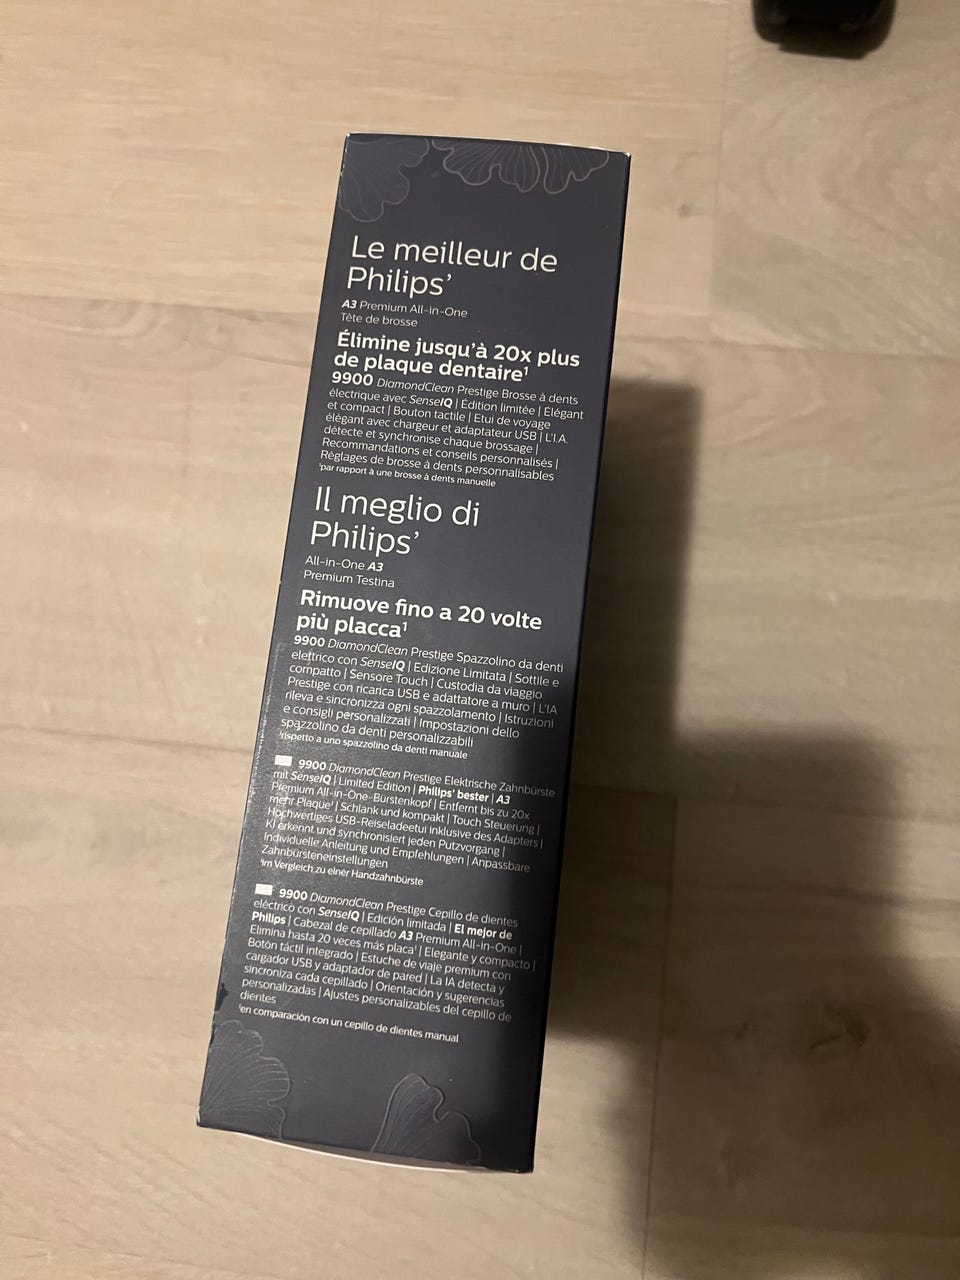 Le meilleur de
Philips’
A3 Premium All-in-One
Tête de brosse
Élimine jusqu’à 20x plus
de plaque dentaire¹
9900 DiamondClean Prestige Brosse à dents
électrique avec SenseIQ | Édition limitée | Élégant
et compact | Bouton tactile | Etui de voyage
élégant avec chargeur et adaptateur USB | L’I.A.
détecte et synchronise chaque brossage |
Recommandations et conseils personnalisés |
Réglages de brosse à dents personnalisables
¹par rapport à une brosse à dents manuelle
Il meglio di
Philips’
All-in-One A3
Premium Testina
Rimuove fino a 20 volte
più placca¹
9900 DiamondClean Prestige Spazzolino da denti
elettrico con SenseIQ | Edizione Limitata | Sottile e
compatto | Sensore Touch | Custodia da viaggio
Prestige con ricarica USB e adattatore a muro | L’IA
rileva e sincronizza ogni spazzolamento | Istruzioni
e consigli personalizzati | Impostazioni dello
spazzolino da denti personalizzabili
¹rispetto a uno spazzolino da denti manuale
9900 DiamondClean Prestige Elektrische Zahnbürste
mit SenseIQ | Limited Edition | Philips’ bester | A3
Premium All-in-One-Bürstenkopf | Entfernt bis zu 20x
mehr Plaque¹ | Schlank und kompakt | Touch Steuerung |
Hochwertiges USB-Reiseladeetui inklusive des Adapters |
KI erkennt und synchronisiert jeden Putzvorgang |
Individuelle Anleitung und Empfehlungen | Anpassbare
Zahnbürsteneinstellungen
¹im Vergleich zu einer Handzahnbürste
9900 DiamondClean Prestige Cepillo de dientes
eléctrico con SenseIQ | Edición limitada | El mejor de
Philips | Cabezal de cepillado A3 Premium All-in-One |
Elimina hasta 20 veces más placa¹ | Elegante y compacto |
Botón táctil integrado | Estuche de viaje premium con
cargador USB y adaptador de pared | La IA detecta y
sincroniza cada cepillado | Orientación y sugerencias
personalizadas | Ajustes personalizables del cepillo de
dientes
¹en comparación con un cepillo de dientes manual